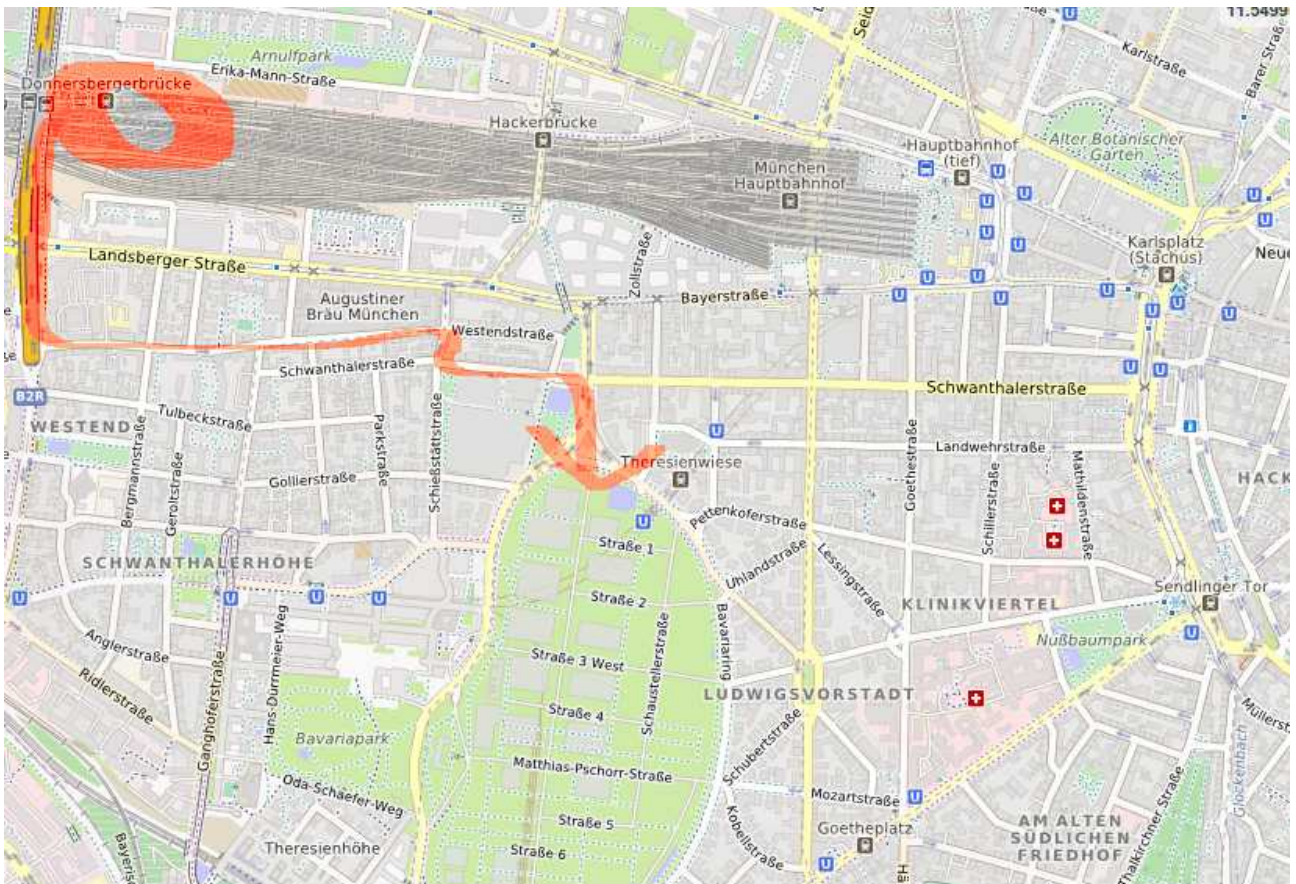 11.5499
Karlstraße
Barer Straße
Arnulfpark
Erika-Mann-Straße
Donnersbergerbrücke
Hackerbrücke
Hauptbahnhof
(tief)
Alter Botanischer
Garten
München
Hauptbahnhof
Karlsplatz
(Stachus)
Neue
Landsberger Straße
Zollstraße
Bayerstraße
Augustiner
Bräu München
Westendstraße
Schwanthalerstraße
Schwanthalerstraße
B2R
Tulbeckstraße
WESTEND
Parkstraße
Schießstättstraße
Landwehrstraße
Goethestraße
Bergmannstraße
Geroltstraße
Gollierstraße
Theresienwiese
Schillerstraße
Mathildenstraße
HACK
Pettenkoferstraße
Straße 1
Uhlandstraße
Lessingstraße
SCHWANTHALERHÖHE
Straße 2
KLINIKVIERTEL
Sendlinger Tor
Anglerstraße
Ridlerstraße
Ganghoferstraße
Hans-Dürrmeier-Weg
Schaustellerstraße
Bavariaring
Nußbaumpark
Straße 3 West
LUDWIGSVORSTADT
Straße 4
Bavariapark
Schubertstraße
Müllerst
Glockenbach
Matthias-Pschorr-Straße
Oda-Schaefer-Weg
Mozartstraße
Straße 5
Kobellstraße
Goetheplatz
AM ALTEN
SÜDLICHEN
FRIEDHOF
Thalkirchner Straße
Theresienhöhe
Straße 6
Bayeris
Hä